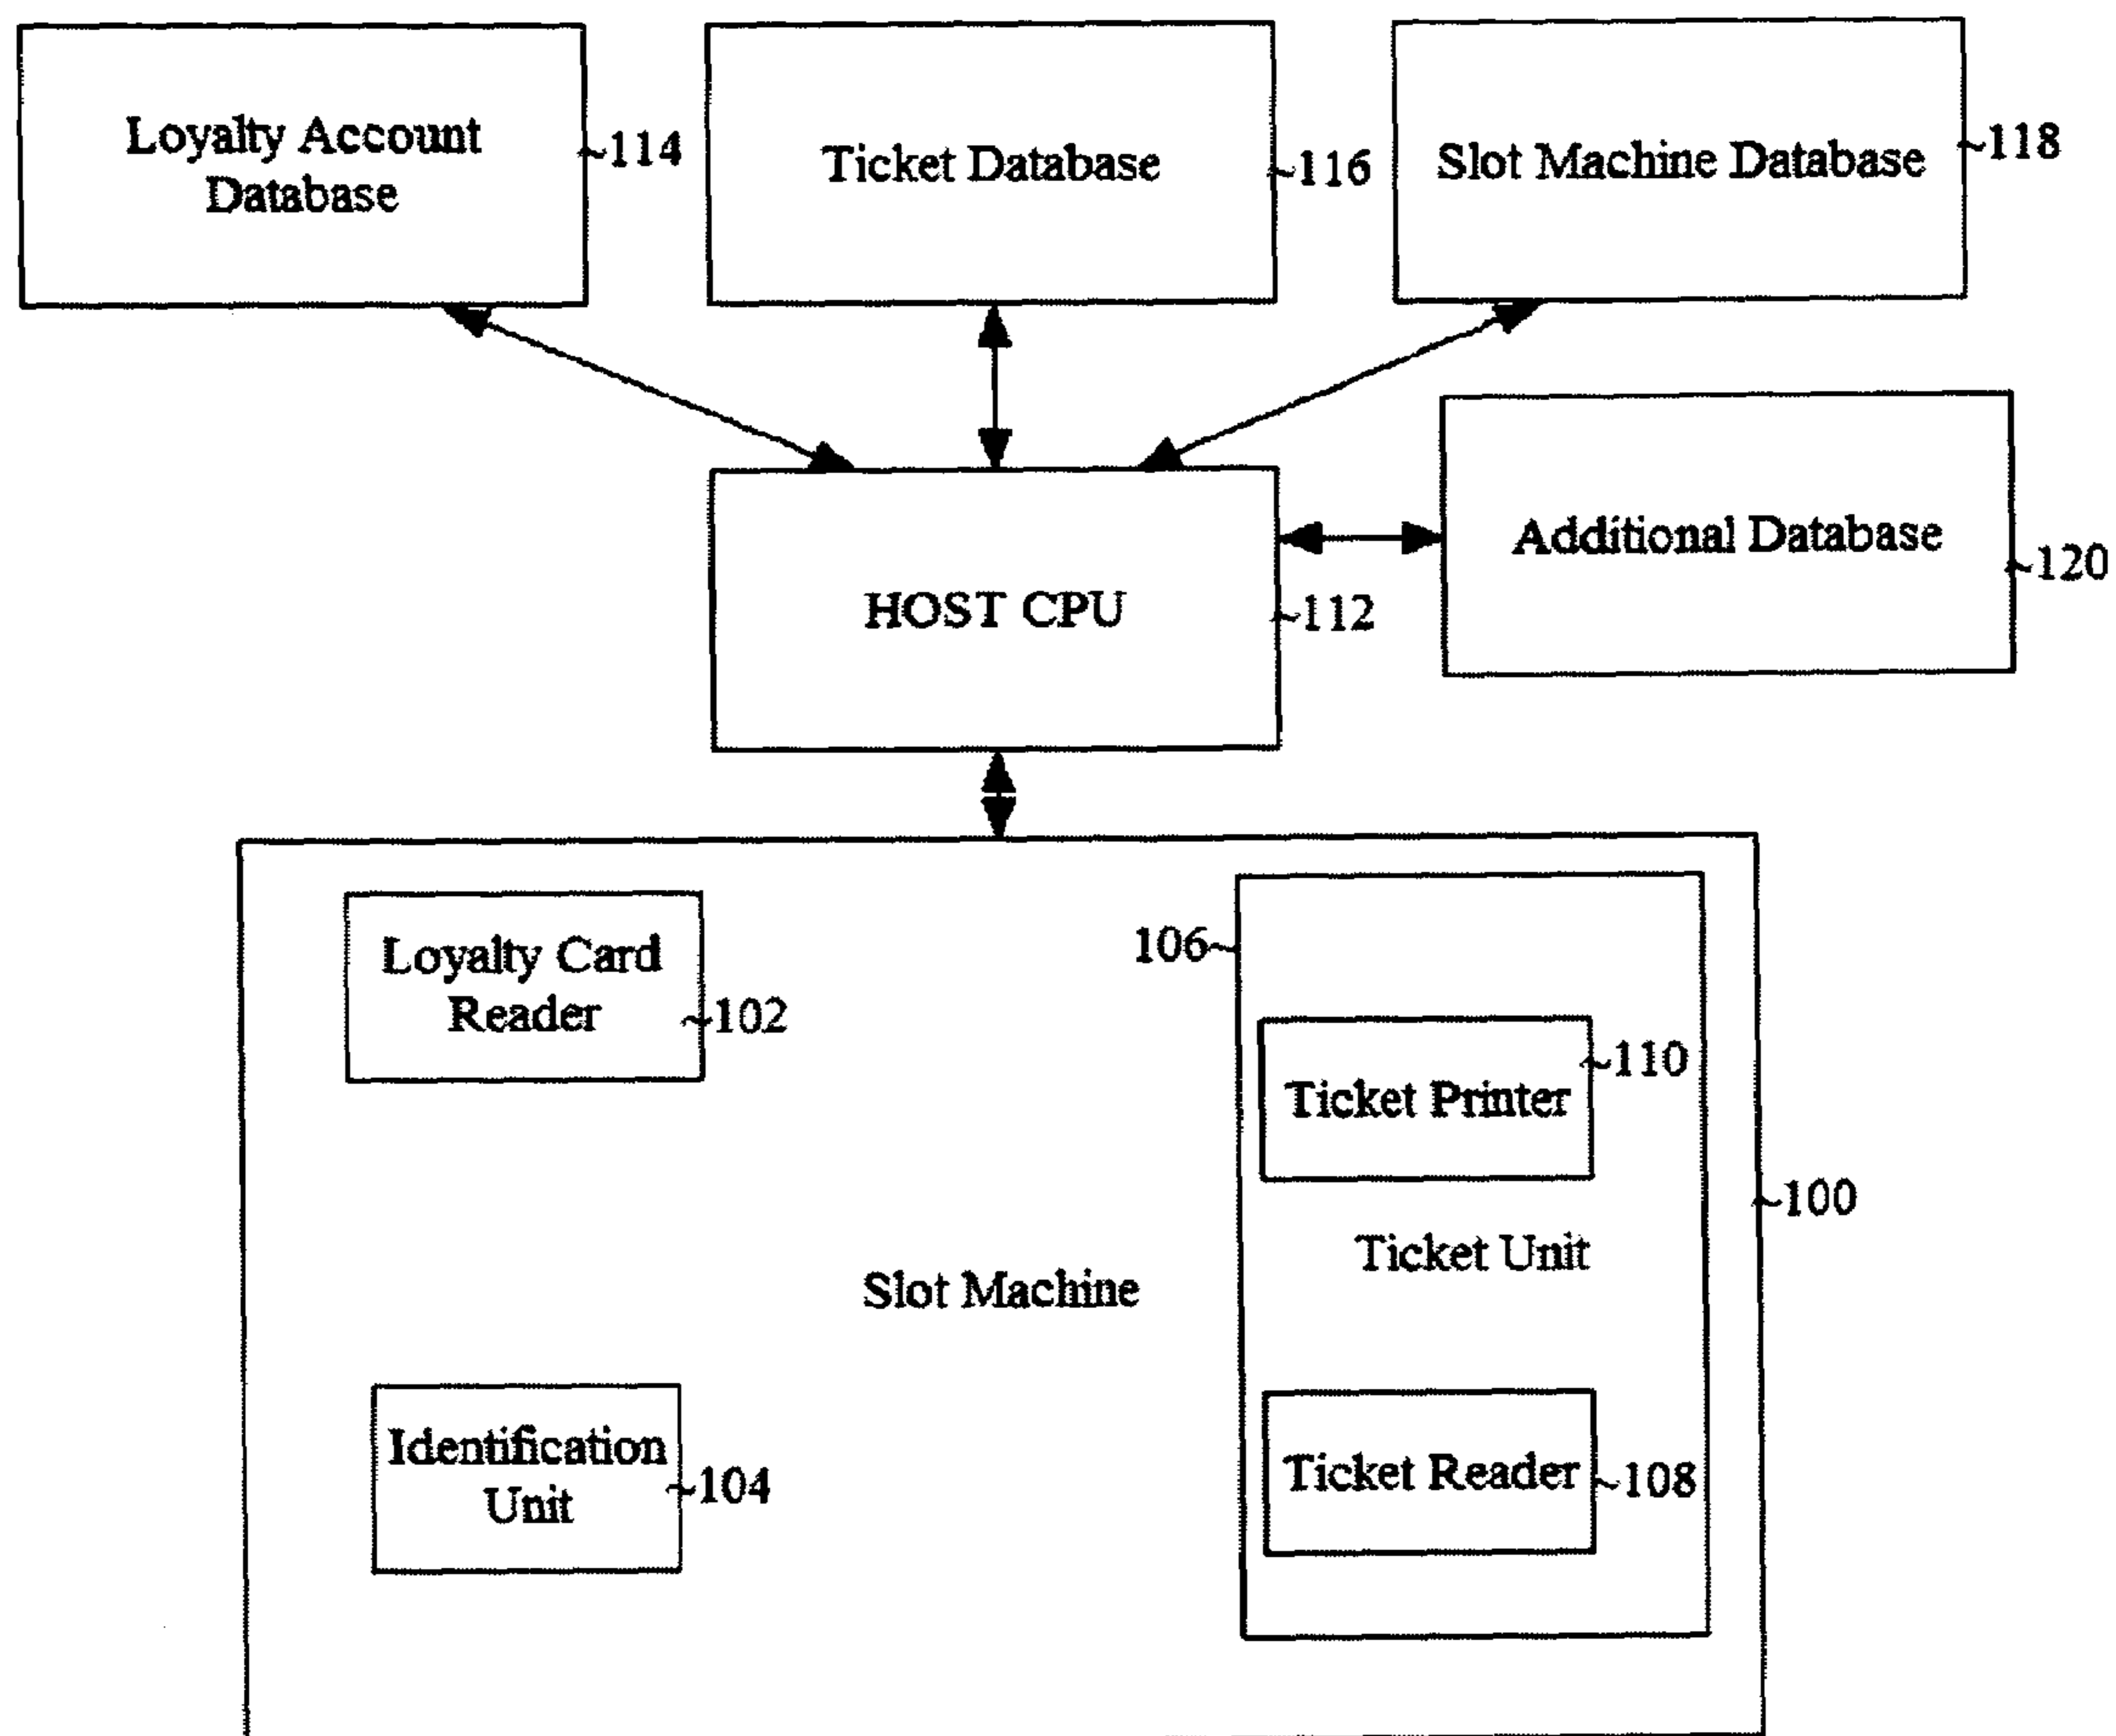 Loyalty Account
Database
~114
Ticket Database
~116
Slot Machine Database
~118
Additional Database
~120
HOST CPU
~112
Loyalty Card
Reader
~102
106~
Ticket Printer
~110
~100
Ticket Unit
Slot Machine
Identification
Unit
~104
Ticket Reader
~108